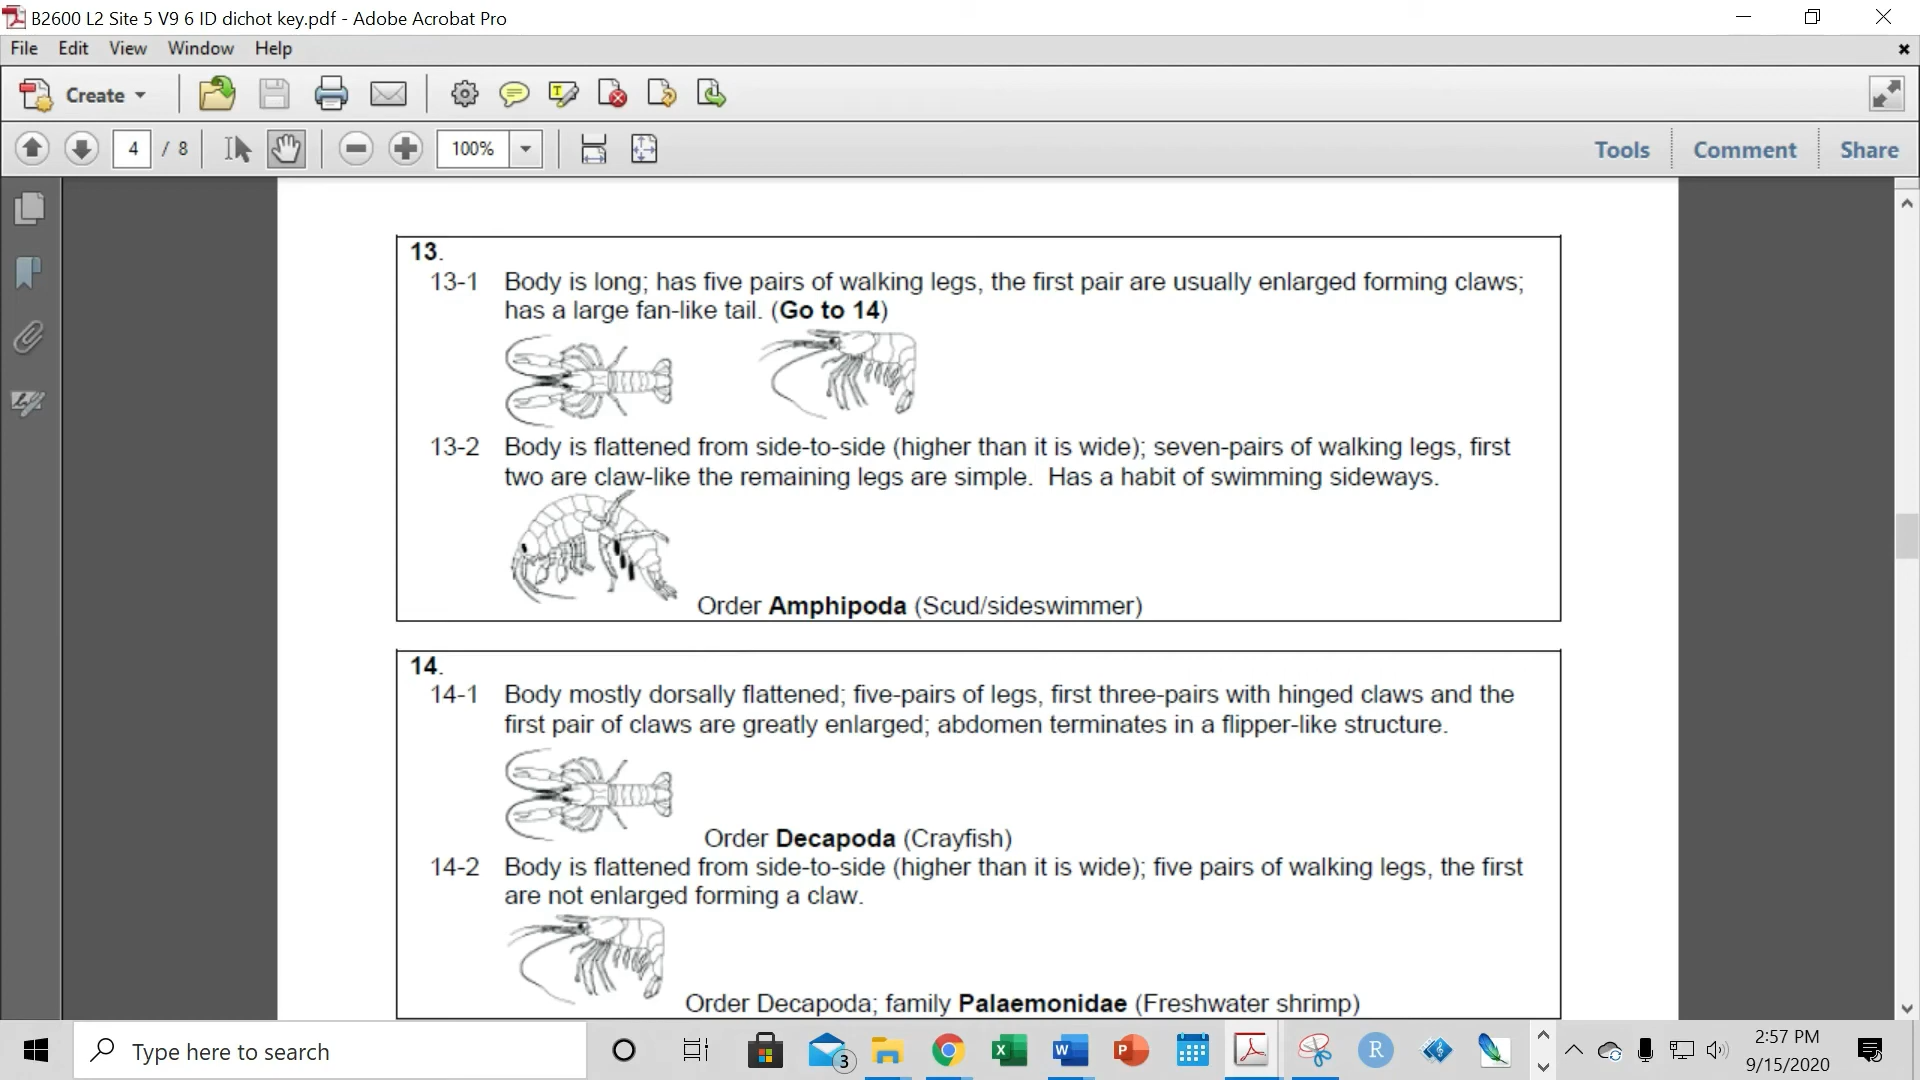 B2600 L2 Site 5 V9 6 ID dichot key.pdf - Adobe Acrobat Pro
File Edit View Window Help
Create
4 / 8 100% Tools Comment Share
13.
13-1 Body is long; has five pairs of walking legs, the first pair are usually enlarged forming claws;
has a large fan-like tail. (Go to 14)
13-2 Body is flattened from side-to-side (higher than it is wide); seven-pairs of walking legs, first
two are claw-like the remaining legs are simple. Has a habit of swimming sideways.
Order Amphipoda (Scud/sideswimmer)
14.
14-1 Body mostly dorsally flattened; five-pairs of legs, first three-pairs with hinged claws and the
first pair of claws are greatly enlarged; abdomen terminates in a flipper-like structure.
Order Decapoda (Crayfish)
14-2 Body is flattened from side-to-side (higher than it is wide); five pairs of walking legs, the first
are not enlarged forming a claw.
Order Decapoda; family Palaemonidae (Freshwater shrimp)
Type here to search
3
2:57 PM
9/15/2020